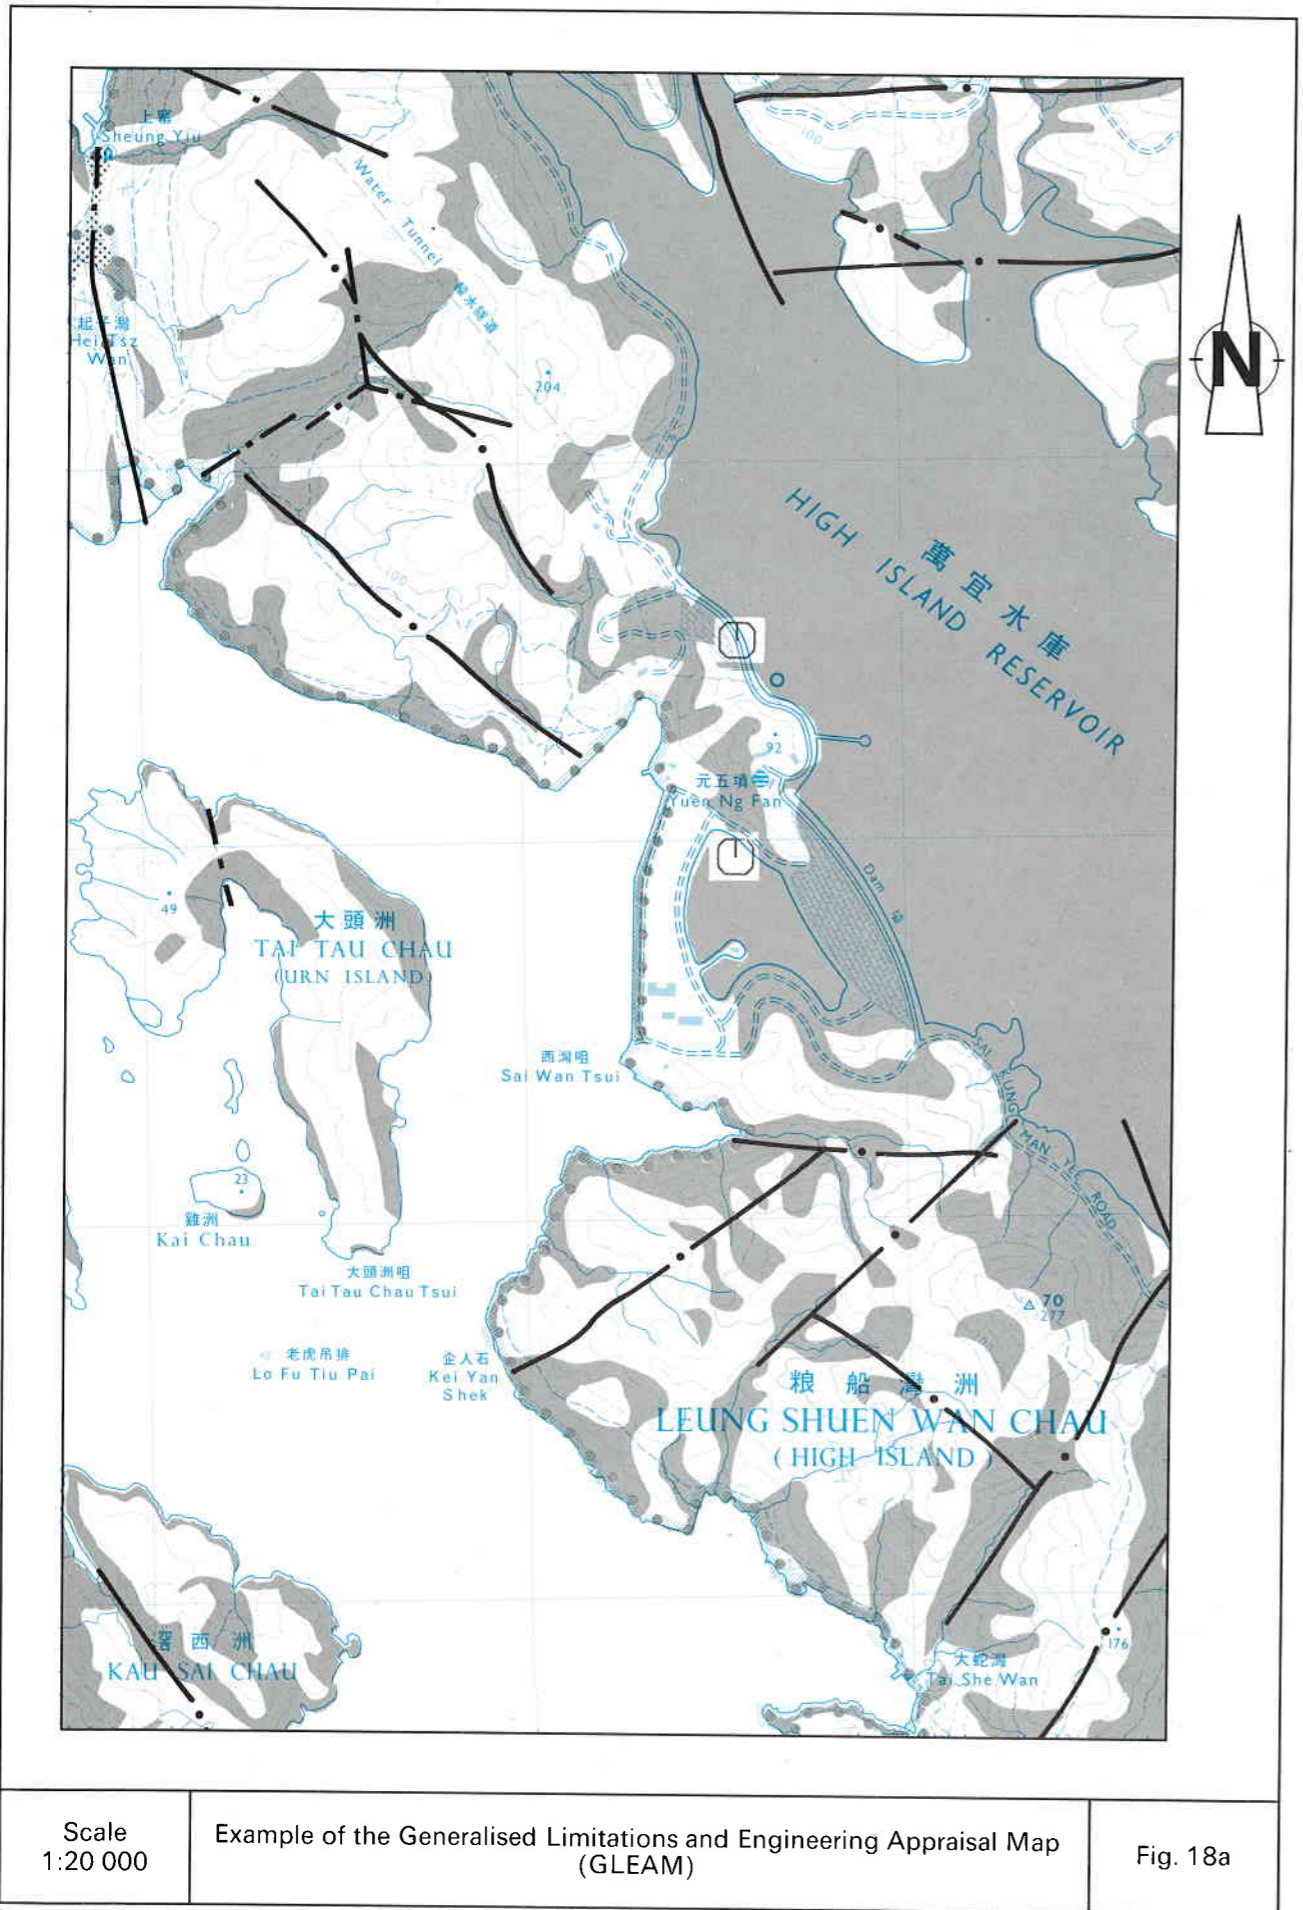 上窰
Sheung Yiu
Water Tunnel 輸水隧道
起子灣
Hei Tsz
Wan
204
100
100
萬宜水庫
HIGH ISLAND RESERVOIR
92
元五墳
Yuen Ng Fan
Dam 壩
49
大頭洲
TAI TAU CHAU
(URN ISLAND)
西灣咀
Sai Wan Tsui
SAI KUNG MAN YEE ROAD
23
雞洲
Kai Chau
大頭洲咀
Tai Tau Chau Tsui
老虎吊排
Lo Fu Tiu Pai
企人石
Kei Yan
Shek
70
277
粮船灣洲
LEUNG SHUEN WAN CHAU
(HIGH ISLAND)
滘西洲
KAU SAI CHAU
176
大蛇灣
Tai She Wan
N
Scale
1:20 000
Example of the Generalised Limitations and Engineering Appraisal Map
(GLEAM)
Fig. 18a